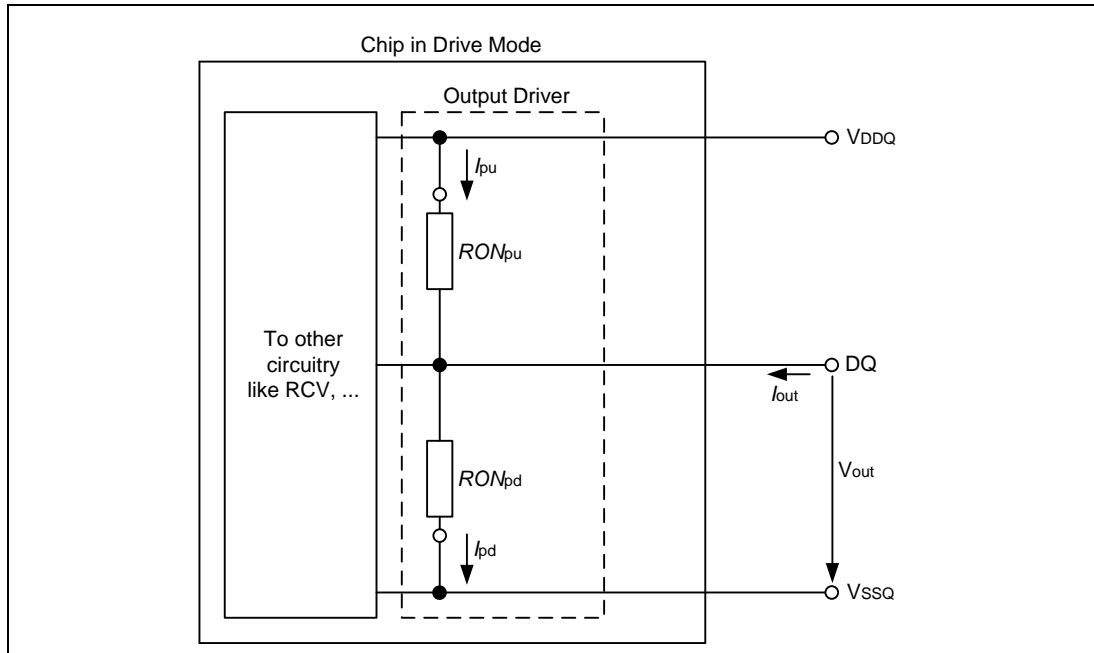 Chip in Drive Mode
Output Driver
VDDQ
Ipu
RONpu
To other
circuitry
like RCV, ...
DQ
Iout
RONpd
Vout
Ipd
VSSQ